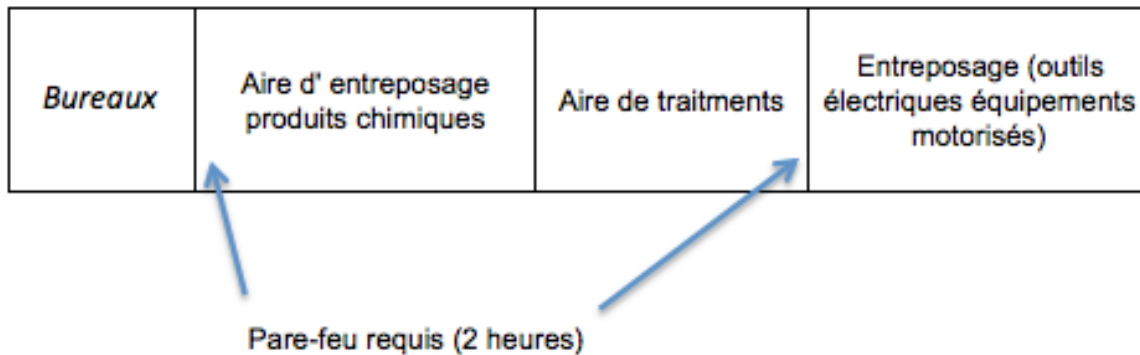 Bureaux
Aire d' entreposage
produits chimiques
Aire de traitments
Entreposage (outils
électriques équipements
motorisés)
Pare-feu requis (2 heures)